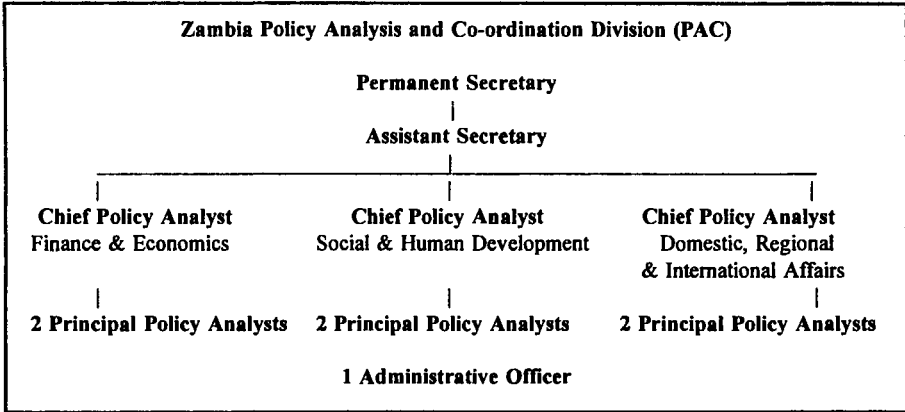 Zambia Policy Analysis and Co-ordination Division (PAC)
Permanent Secretary
Assistant Secretary
Chief Policy Analyst
Finance & Economics
Chief Policy Analyst
Social & Human Development
Chief Policy Analyst
Domestic, Regional
& International Affairs
2 Principal Policy Analysts
2 Principal Policy Analysts
2 Principal Policy Analysts
1 Administrative Officer